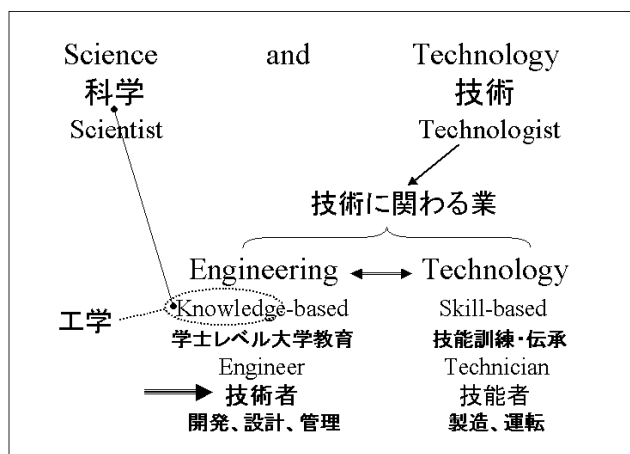 Science and Technology
科学 技術
Scientist Technologist
技術に関わる業
Engineering Technology
Knowledge-based Skill-based
工学
学士レベル大学教育 技能訓練・伝承
Engineer Technician
技術者 技能者
開発、設計、管理 製造、運転